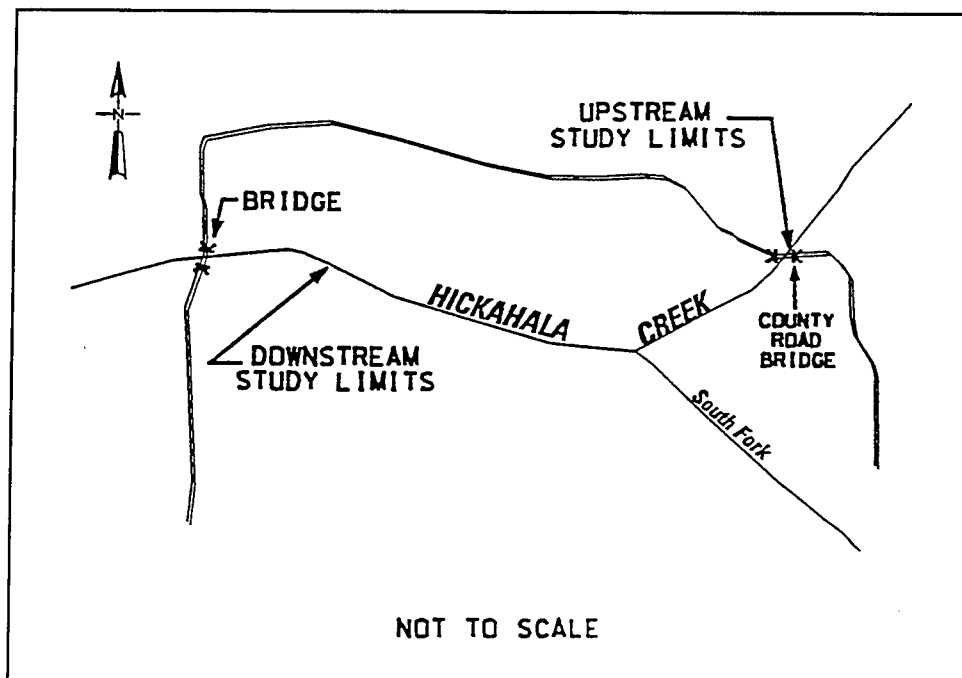 N
UPSTREAM
STUDY LIMITS
BRIDGE
HICKAHALA
CREEK
COUNTY
ROAD
BRIDGE
DOWNSTREAM
STUDY LIMITS
South Fork
NOT TO SCALE